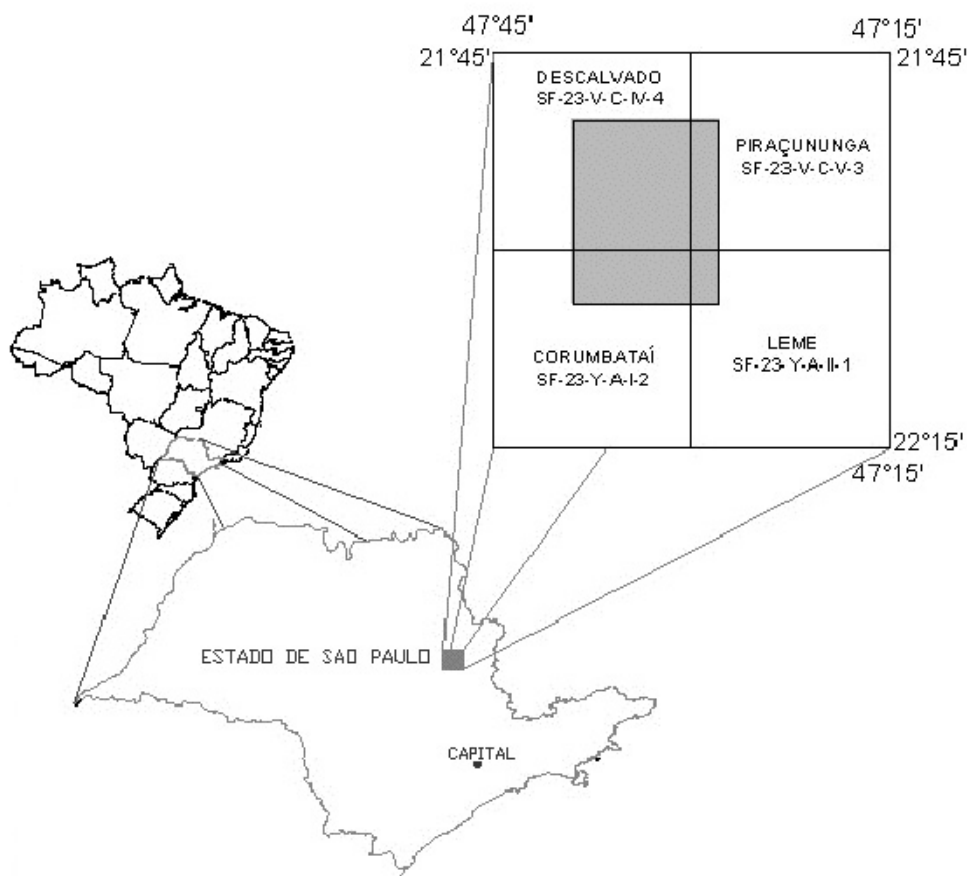 47°45' 47°15'
21°45' 21°45'
DESCALVADO
SF-23-V-C-IV-4
PIRAÇUNUNGA
SF-23-V-C-V-3
CORUMBATAÍ
SF-23-Y-A-I-2
LEME
SF-23-Y-A-II-1
22°15'
47°15'
ESTADO DE SAO PAULO
CAPITAL